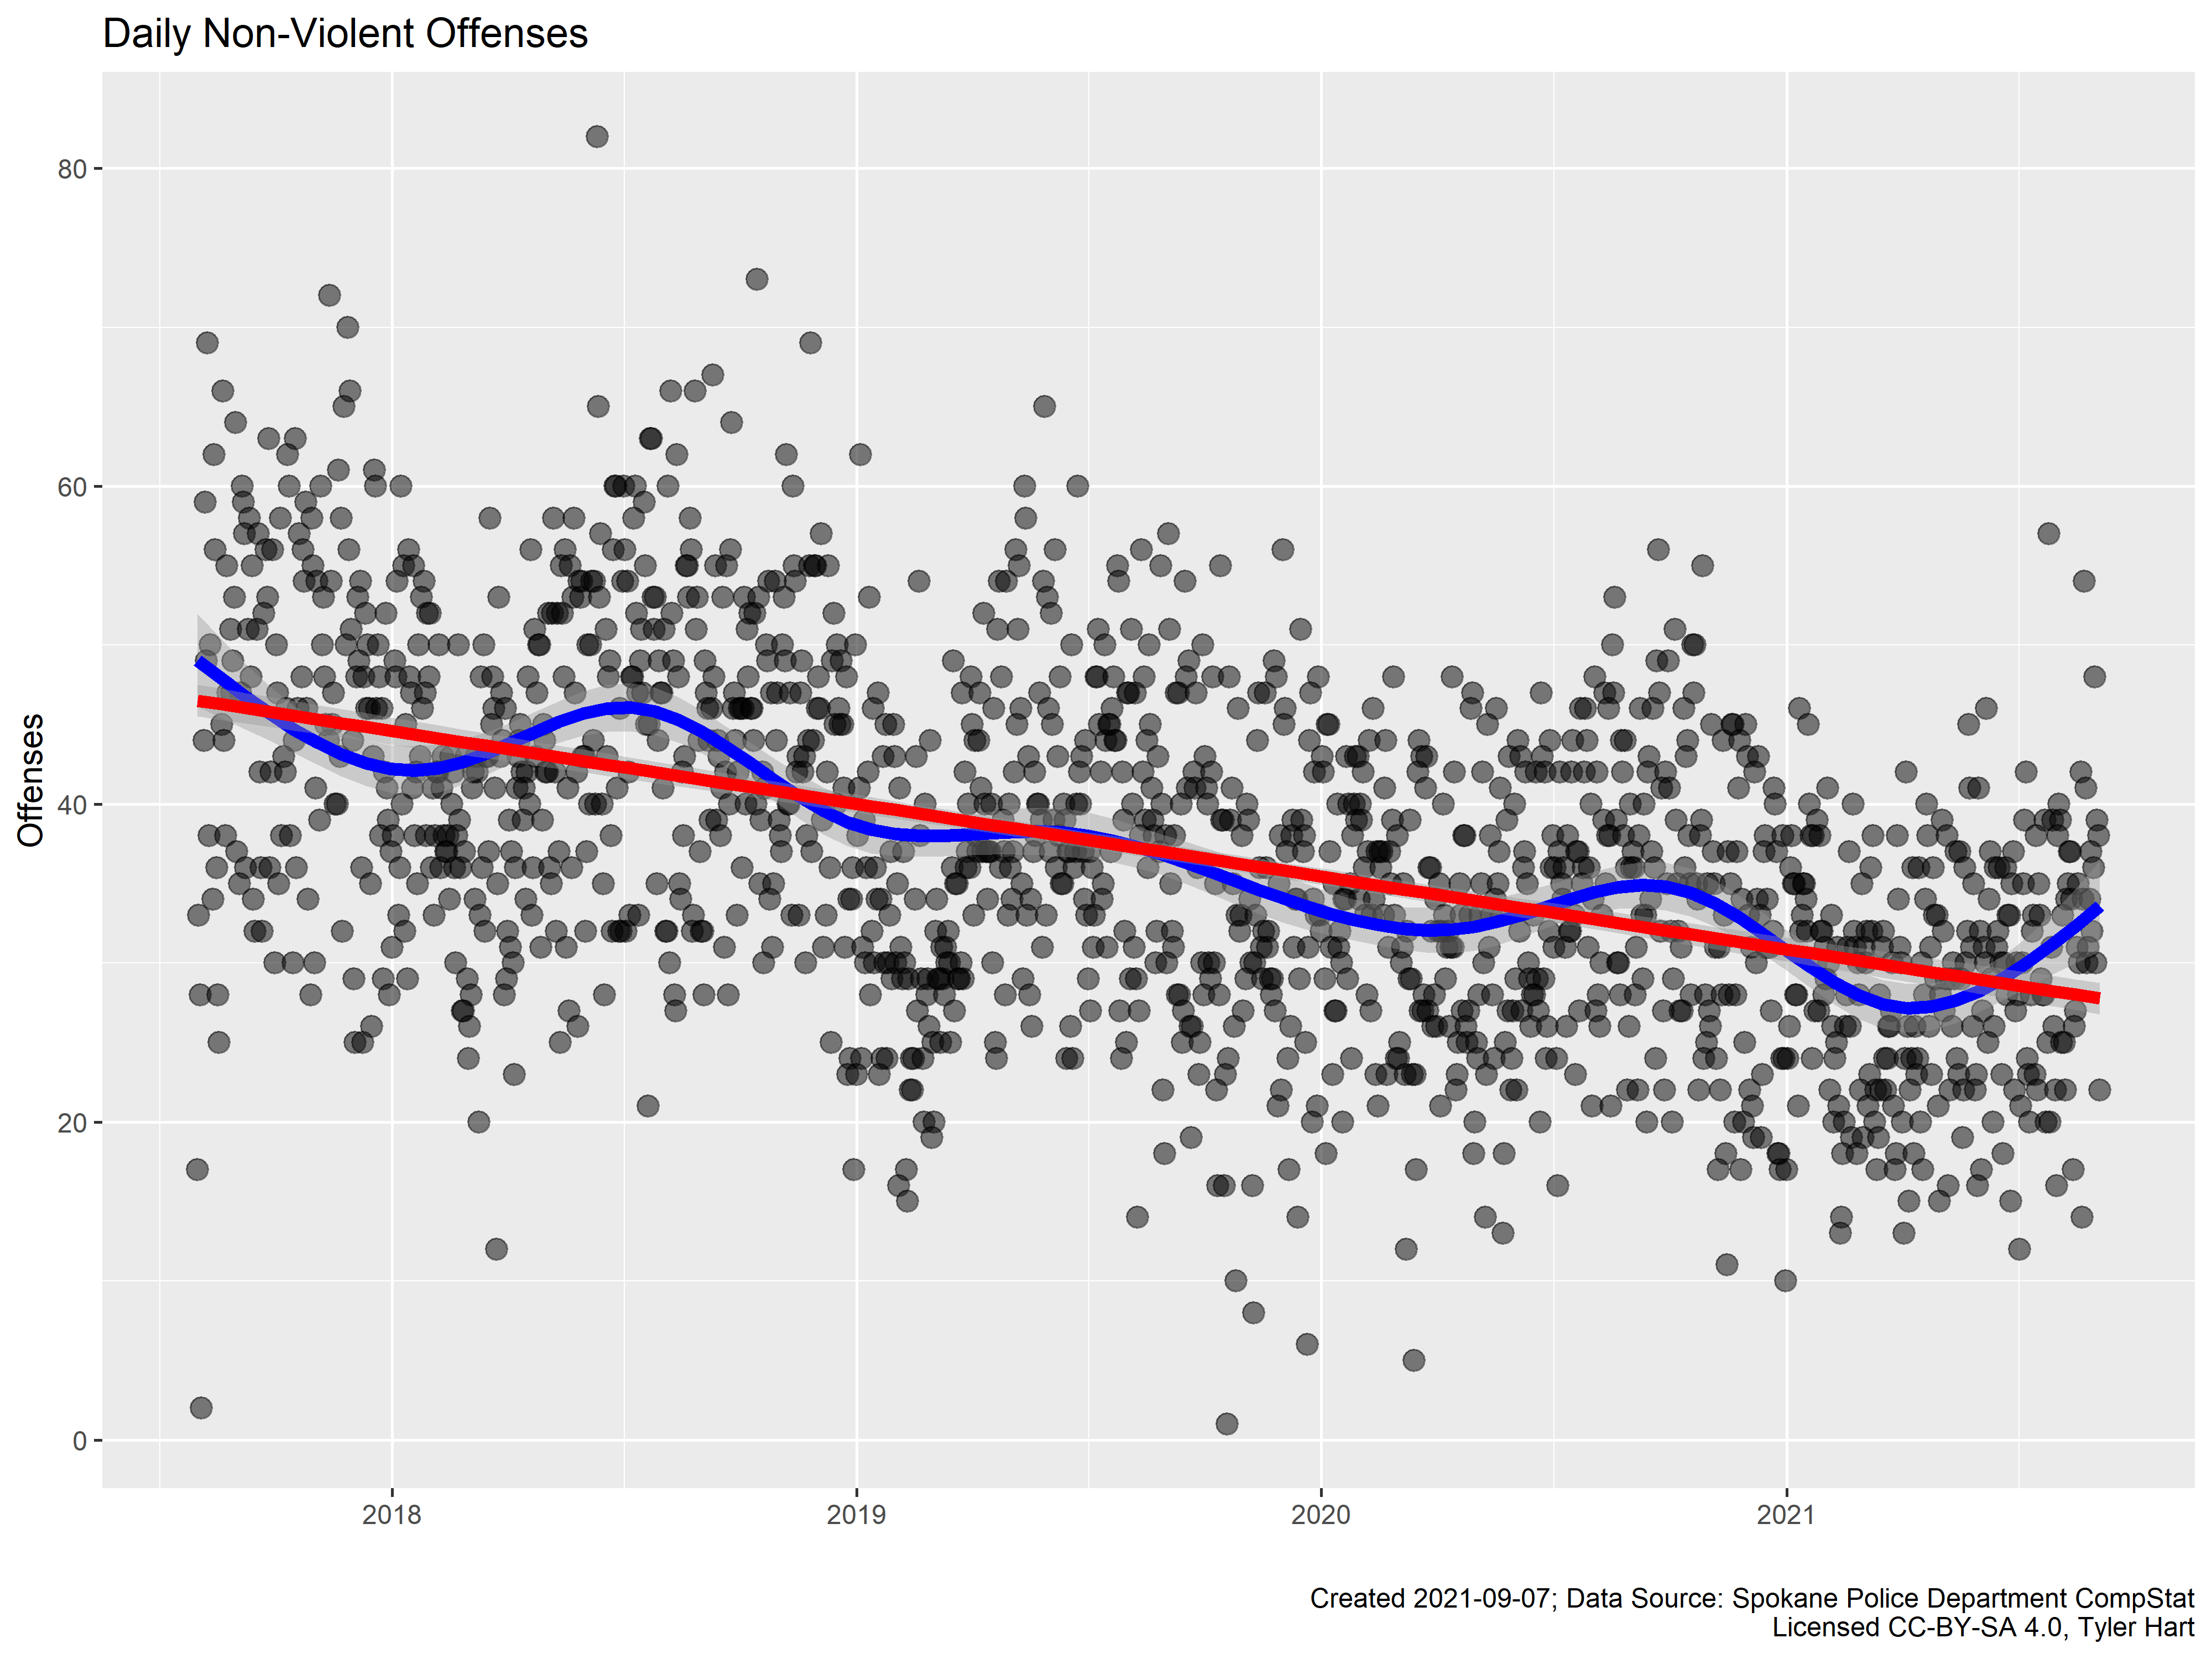 Daily Non-Violent Offenses
80
60
40
20
0
Offenses
2018 2019 2020 2021
Created 2021-09-07; Data Source: Spokane Police Department CompStat
Licensed CC-BY-SA 4.0, Tyler Hart